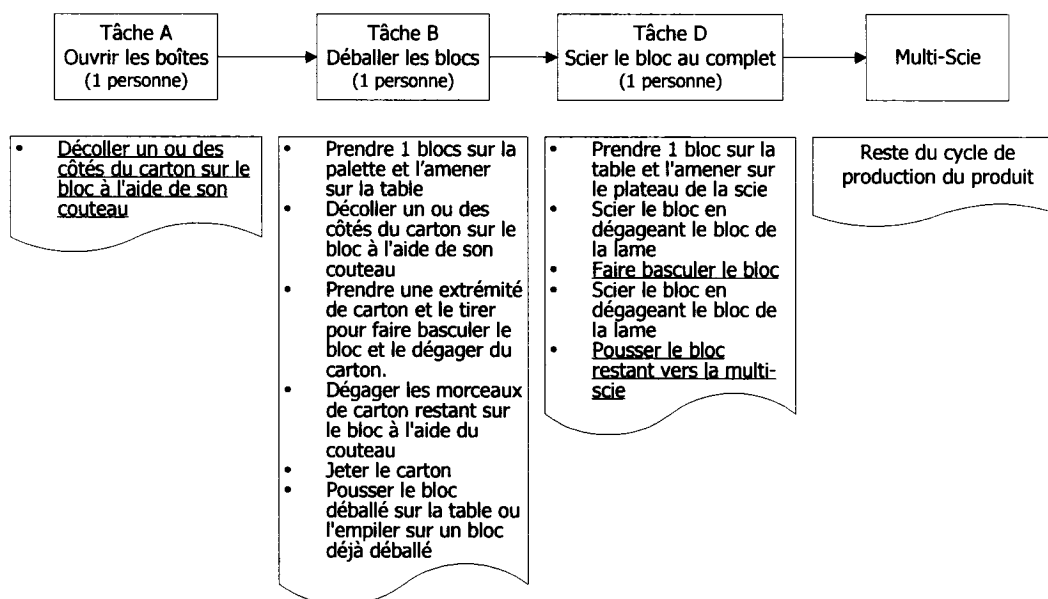 Tâche A
Ouvrir les boîtes
(1 personne)
Tâche B
Déballer les blocs
(1 personne)
Tâche D
Scier le bloc au complet
(1 personne)
Multi-Scie
• Décoller un ou des
côtés du carton sur le
bloc à l'aide de son
couteau
• Prendre 1 blocs sur la
palette et l'amener
sur la table
• Décoller un ou des
côtés du carton sur le
bloc à l'aide de son
couteau
• Prendre une extrémité
de carton et le tirer
pour faire basculer le
bloc et le dégager du
carton.
• Dégager les morceaux
de carton restant sur
le bloc à l'aide du
couteau
• Jeter le carton
• Pousser le bloc
déballé sur la table ou
l'empiler sur un bloc
déjà déballé
• Prendre 1 bloc sur la
table et l'amener sur
le plateau de la scie
• Scier le bloc en
dégageant le bloc de
la lame
• Faire basculer le bloc
• Scier le bloc en
dégageant le bloc de
la lame
• Pousser le bloc
restant vers la multi-
scie
Reste du cycle de
production du produit